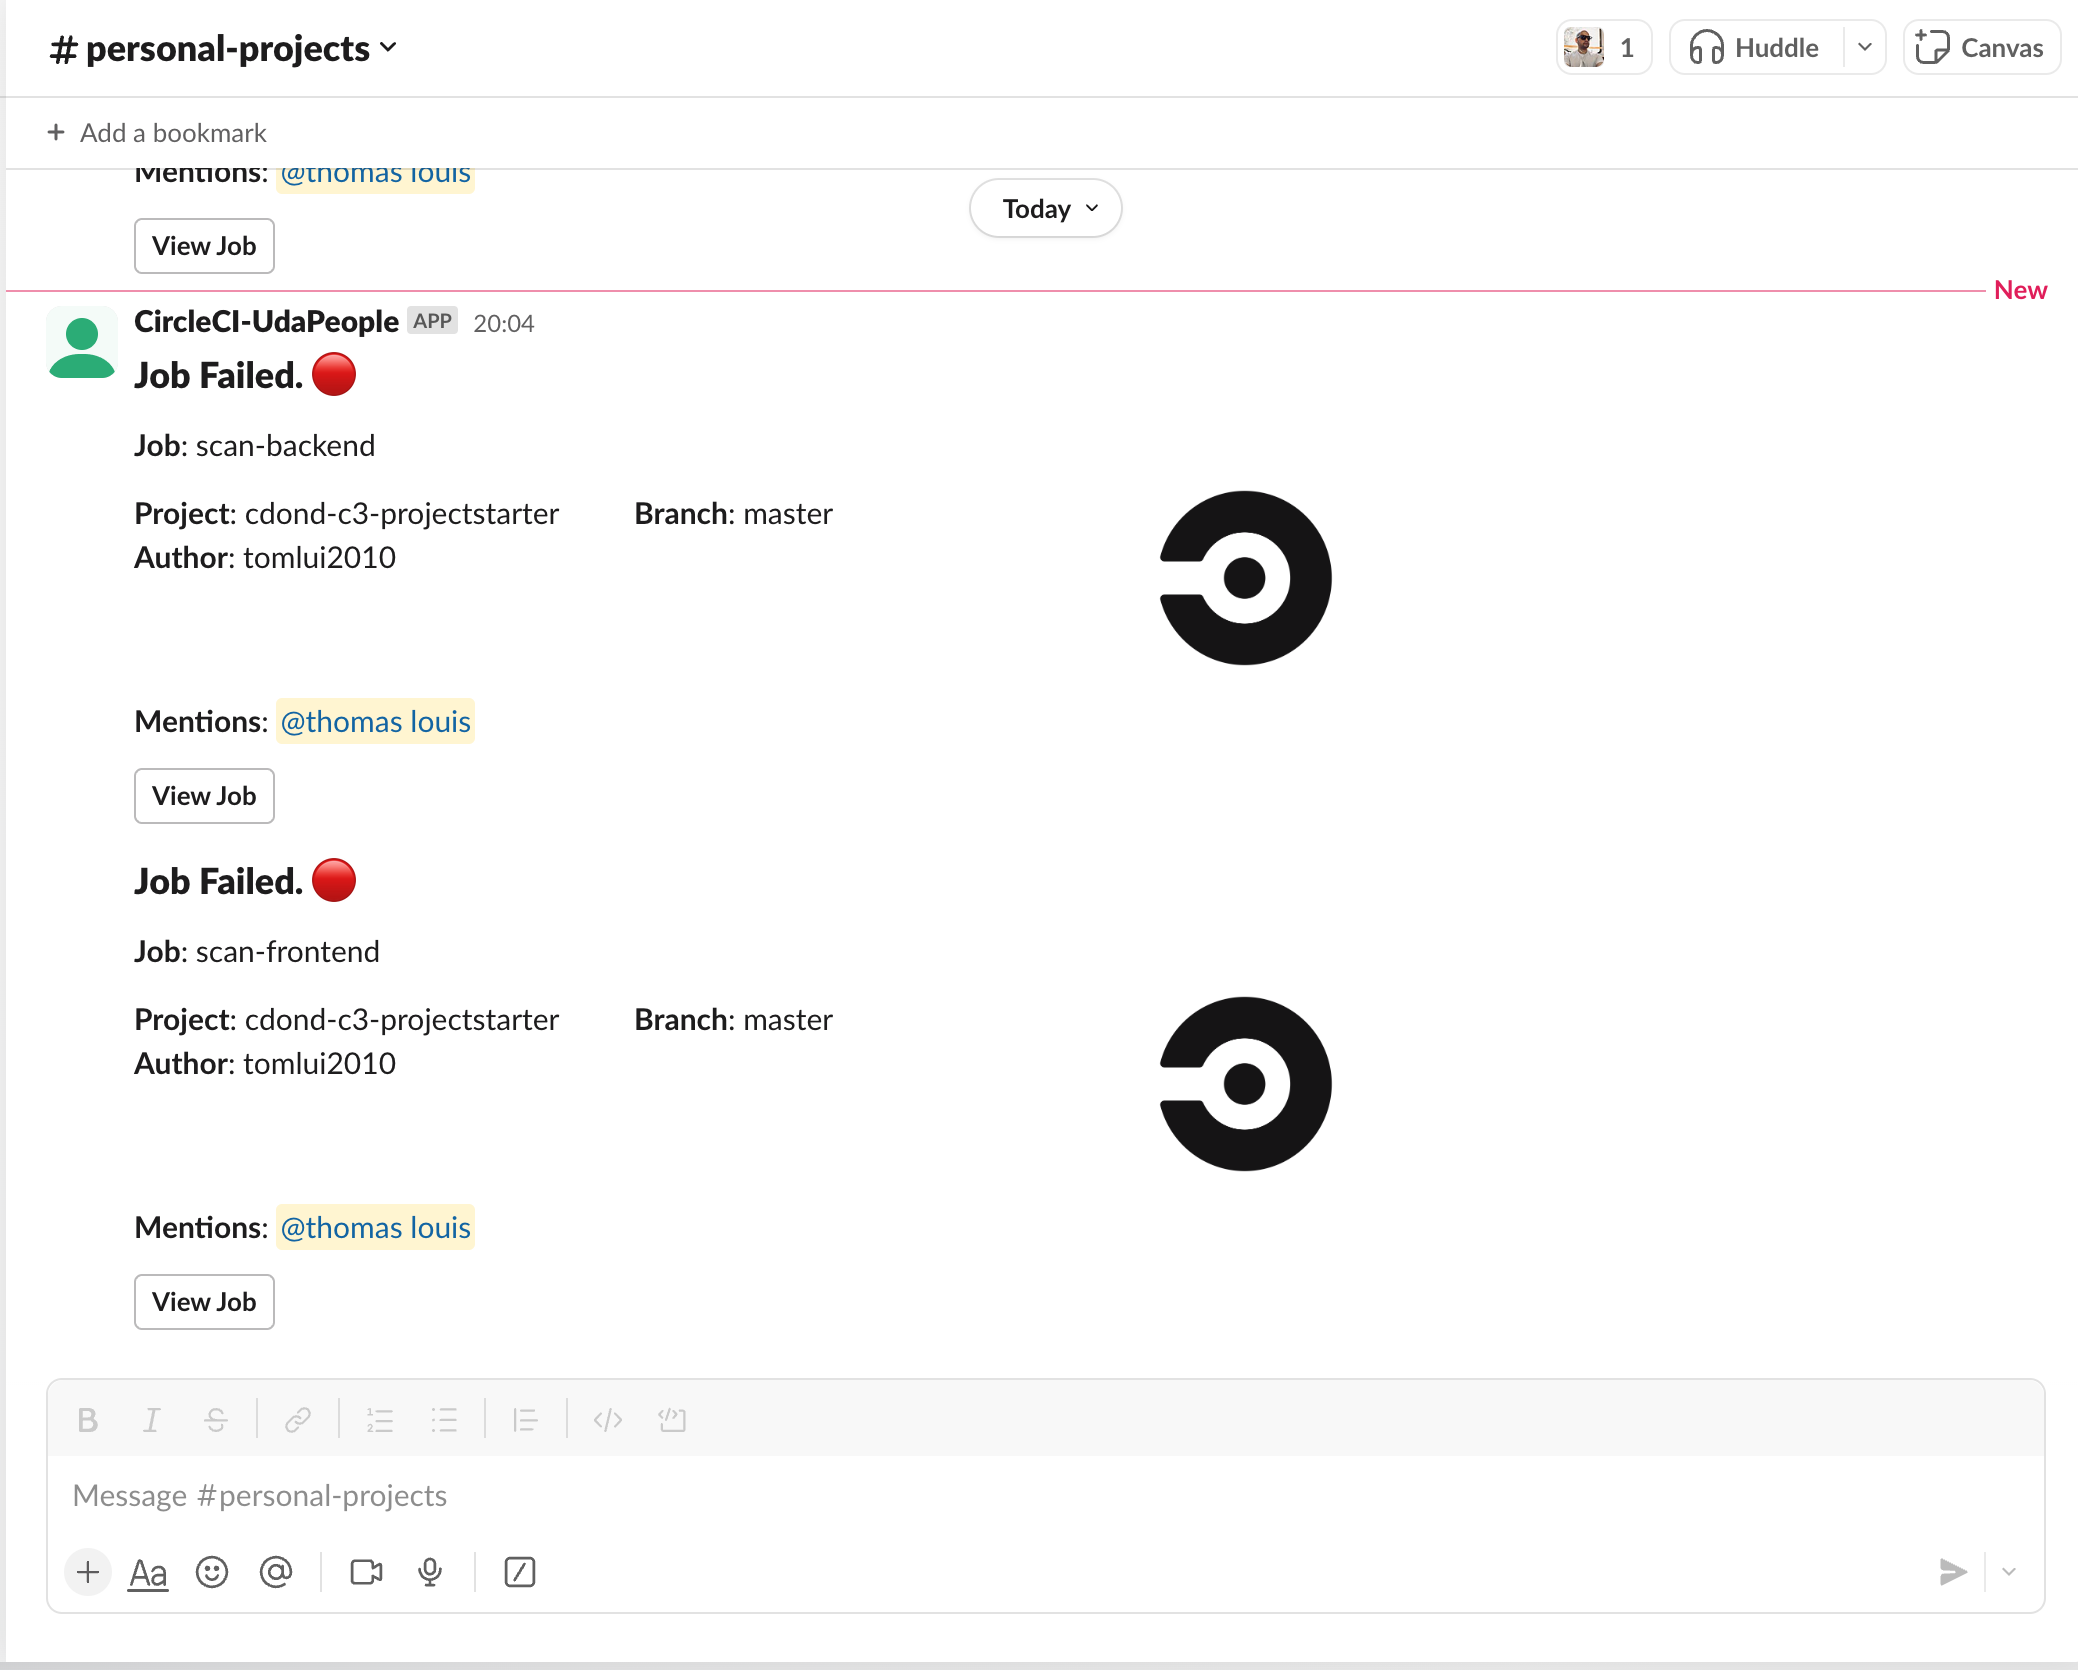 # personal-projects
1
Huddle
Canvas
+ Add a bookmark
Mentions: @thomas louis
Today
View Job
New
CircleCI-UdaPeople APP 20:04
Job Failed.
Job: scan-backend
Project: cdond-c3-projectstarter Branch: master
Author: tomlui2010
Mentions: @thomas louis
View Job
Job Failed.
Job: scan-frontend
Project: cdond-c3-projectstarter Branch: master
Author: tomlui2010
Mentions: @thomas louis
View Job
Message #personal-projects
Aa